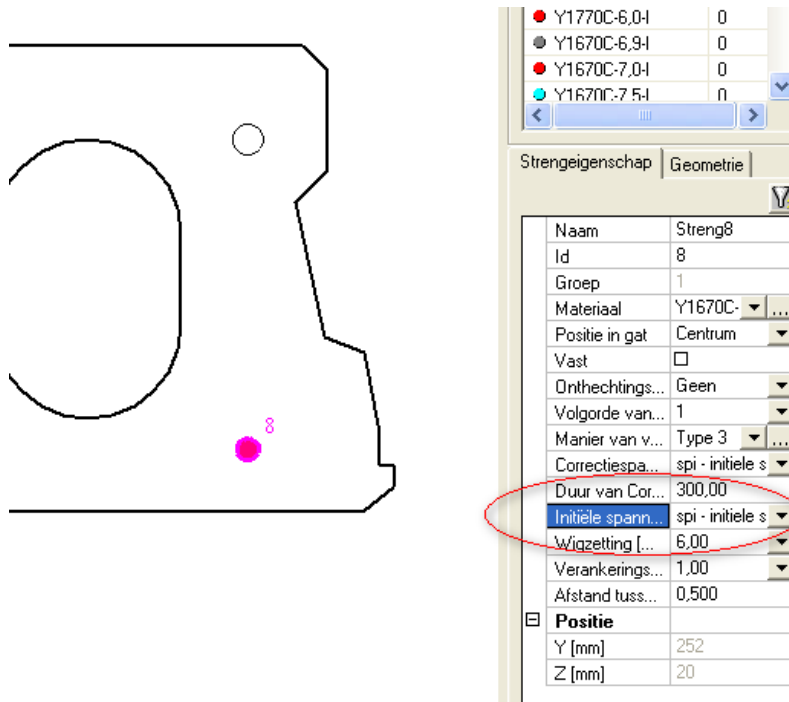 Y1770C-6,0-I 0
Y1670C-6,9-I 0
Y1670C-7,0-I 0
Y1670C-7,5-I 0
Strengeigenschap Geometrie
Naam Streng8
Id 8
Groep 1
Materiaal Y1670C- ...
Positie in gat Centrum
Vast
Onthechtings... Geen
Volgorde van... 1
Manier van v... Type 3 ...
Correctiespa... spi - initiele s
Duur van Cor... 300,00
Initiële spann... spi - initiele s
Wigzetting [... 6,00
Verankerings... 1,00
Afstand tuss... 0,500
Positie
Y [mm] 252
Z [mm] 20
8